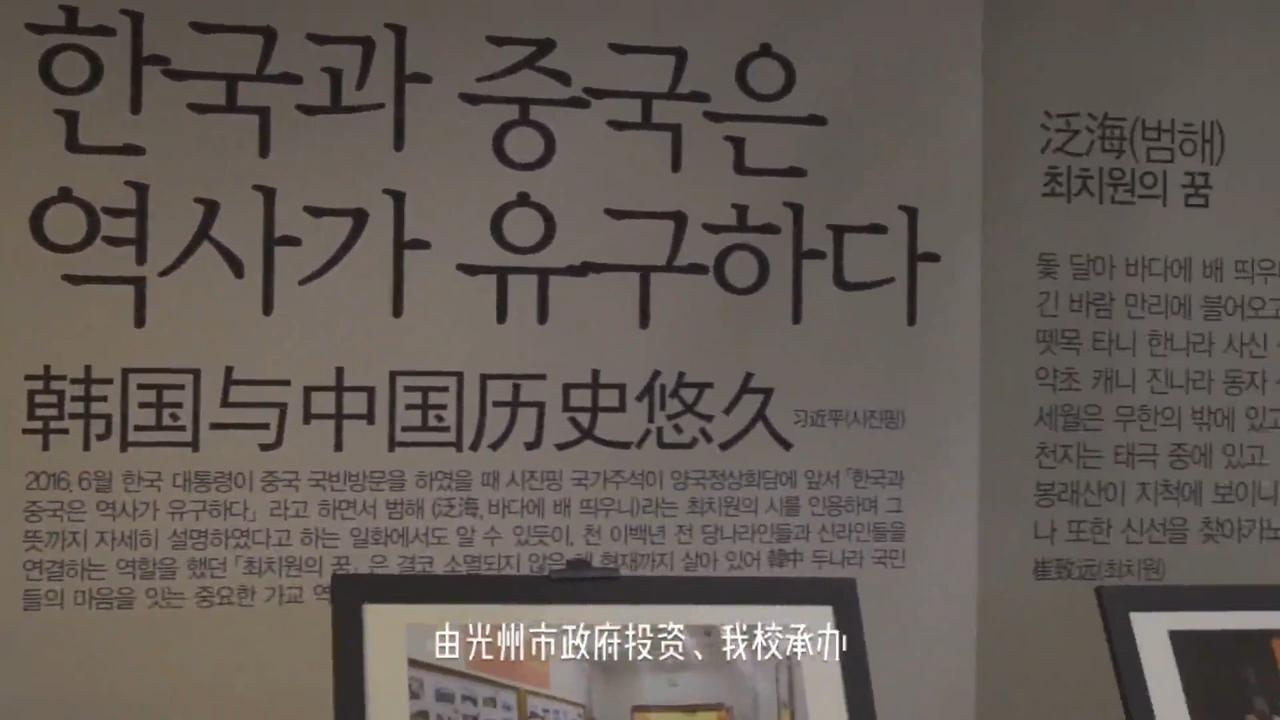 한국과 중국은
역사가 유구하다
韩国与中国历史悠久 习近平(시진핑)
2016. 6월 한국 대통령이 중국 국빈방문을 하였을 때 시진핑 국가주석이 양국정상회담에 앞서 「한국과
중국은 역사가 유구하다」 라고 하면서 범해 (泛海, 바다에 배 띄우니)라는 최치원의 시를 인용하며 그
뜻까지 자세히 설명하였다고 하는 일화에서도 알 수 있듯이, 천 이백년 전 당나라인들과 신라인들을
연결하는 역할을 했던 「최치원의 꿈」 은 결코 소멸되지 않은 채 현재까지 살아 있어 韓中 두나라 국민
들의 마음을 잇는 중요한 가교 역
泛海(범해)
최치원의 꿈
돛 달아 바다에 배 띄우
긴 바람 만리에 불어오고
뗏목 타니 한나라 사신
약초 캐니 진나라 동자
세월은 무한의 밖에 있고
천지는 태극 중에 있고
봉래산이 지척에 보이니
나 또한 신선을 찾아가노
崔致远(최치원)
由光州市政府投资、我校承办